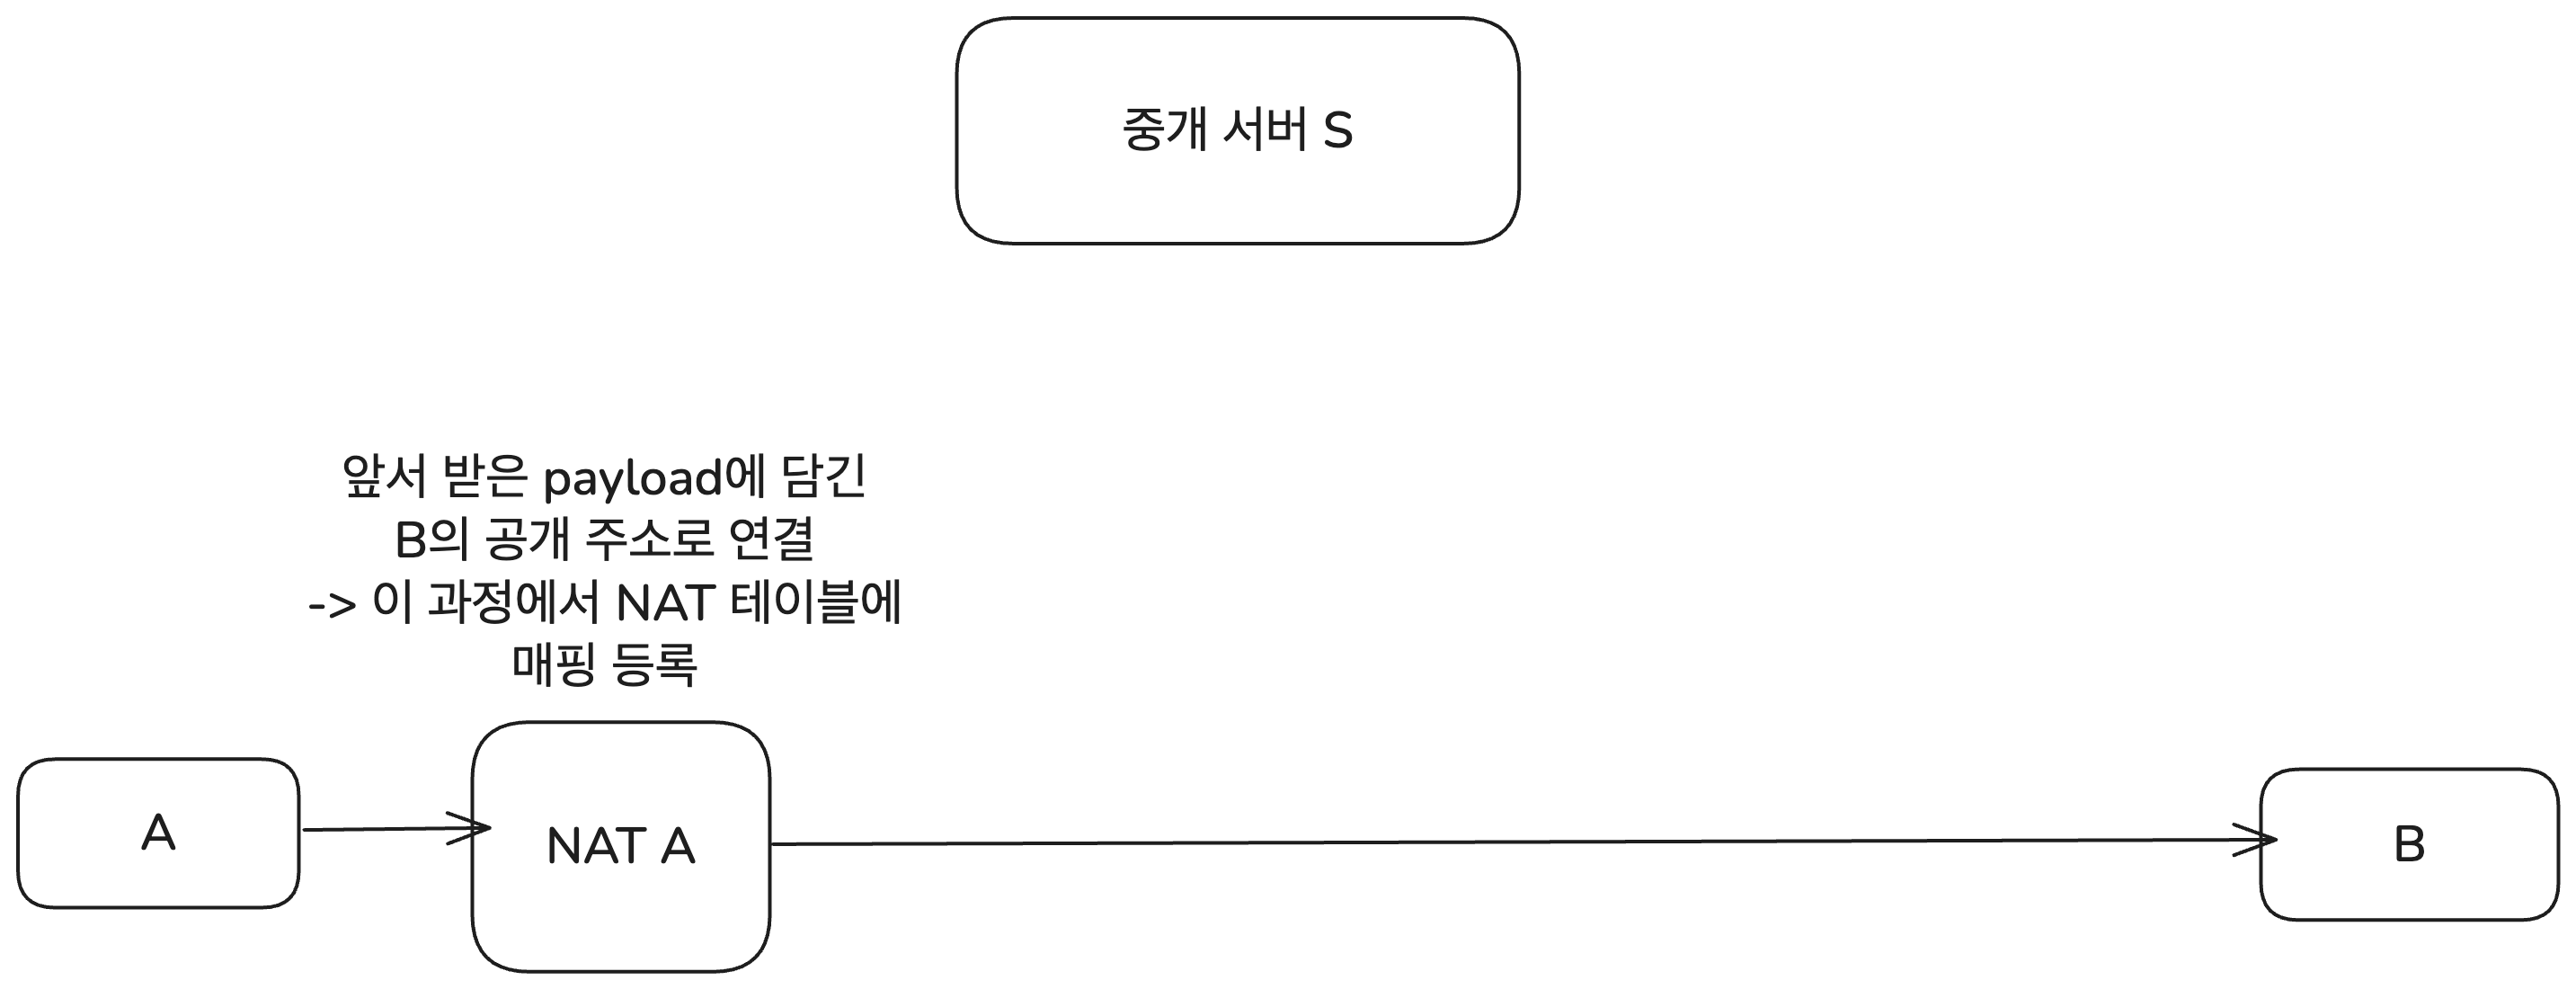 중개 서버 S
앞서 받은 payload에 담긴
B의 공개 주소로 연결
-> 이 과정에서 NAT 테이블에
매핑 등록
A
NAT A
B